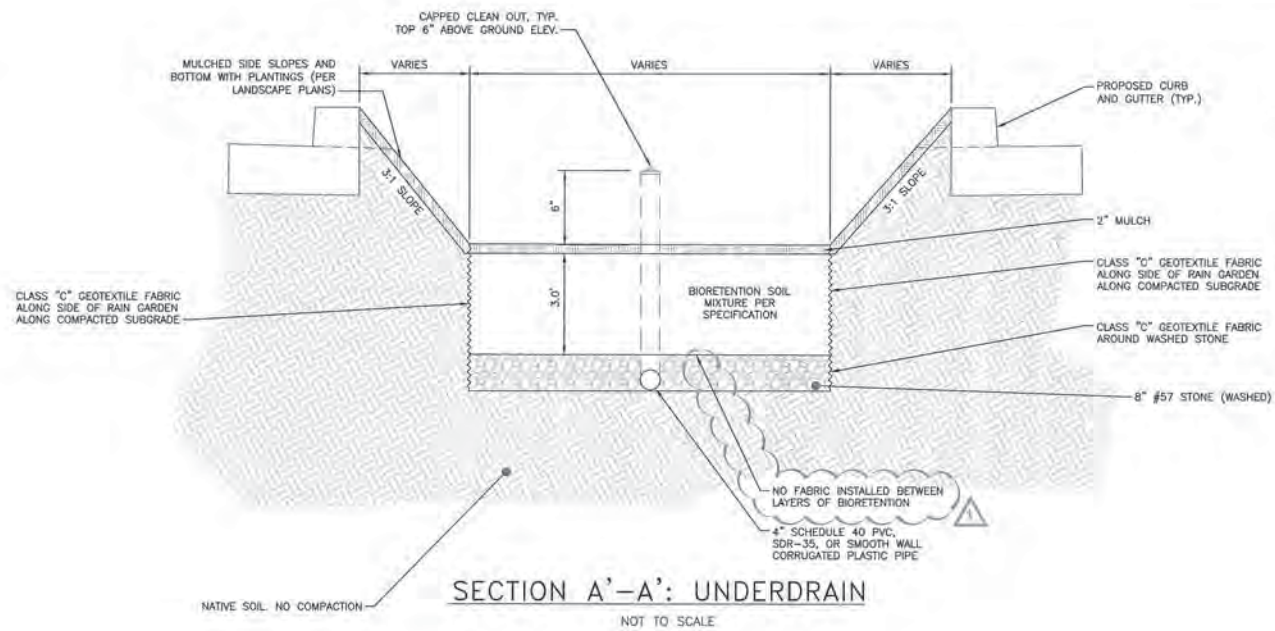 CAPPED CLEAN OUT, TYP.
TOP 6" ABOVE GROUND ELEV.
MULCHED SIDE SLOPES AND
BOTTOM WITH PLANTINGS (PER
LANDSCAPE PLANS)
VARIES
VARIES
VARIES
PROPOSED CURB
AND GUTTER (TYP.)
3:1 SLOPE
3:1 SLOPE
6"
2" MULCH
CLASS "C" GEOTEXTILE FABRIC
ALONG SIDE OF RAIN GARDEN
ALONG COMPACTED SUBGRADE
3.0'
BIORETENTION SOIL
MIXTURE PER
SPECIFICATION
CLASS "C" GEOTEXTILE FABRIC
ALONG SIDE OF RAIN GARDEN
ALONG COMPACTED SUBGRADE
CLASS "C" GEOTEXTILE FABRIC
AROUND WASHED STONE
8" #57 STONE (WASHED)
NO FABRIC INSTALLED BETWEEN
LAYERS OF BIORETENTION
1
4" SCHEDULE 40 PVC,
SDR-35, OR SMOOTH WALL
CORRUGATED PLASTIC PIPE
NATIVE SOIL. NO COMPACTION
SECTION A'-A': UNDERDRAIN
NOT TO SCALE